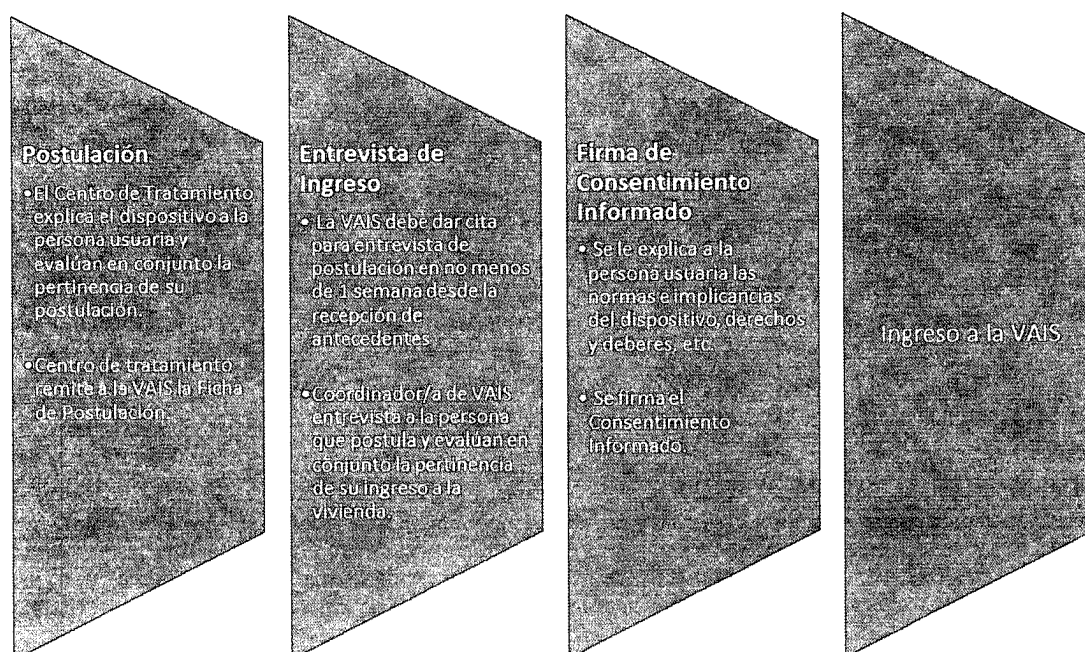 Postulación
•El Centro de Tratamiento
explica el dispositivo a la
persona usuaria y
evalúan en conjunto la
pertinencia de su
postulación.
•Centro de tratamiento
remite a la VAIS la Ficha
de Postulación.
Entrevista de
Ingreso
• La VAIS debe dar cita
para entrevista de
postulación en no menos
de 1 semana desde la
recepción de
antecedentes
•Coordinador/a de VAIS
entrevista a la persona
que postula y evalúan en
conjunto la pertinencia
de su ingreso a la
vivienda.
Firma de
Consentimiento
Informado
• Se le explica a la
persona usuaria las
normas e implicancias
del dispositivo, derechos
y deberes, etc.
• Se firma el
Consentimiento
Informado.
Ingreso a la VAIS